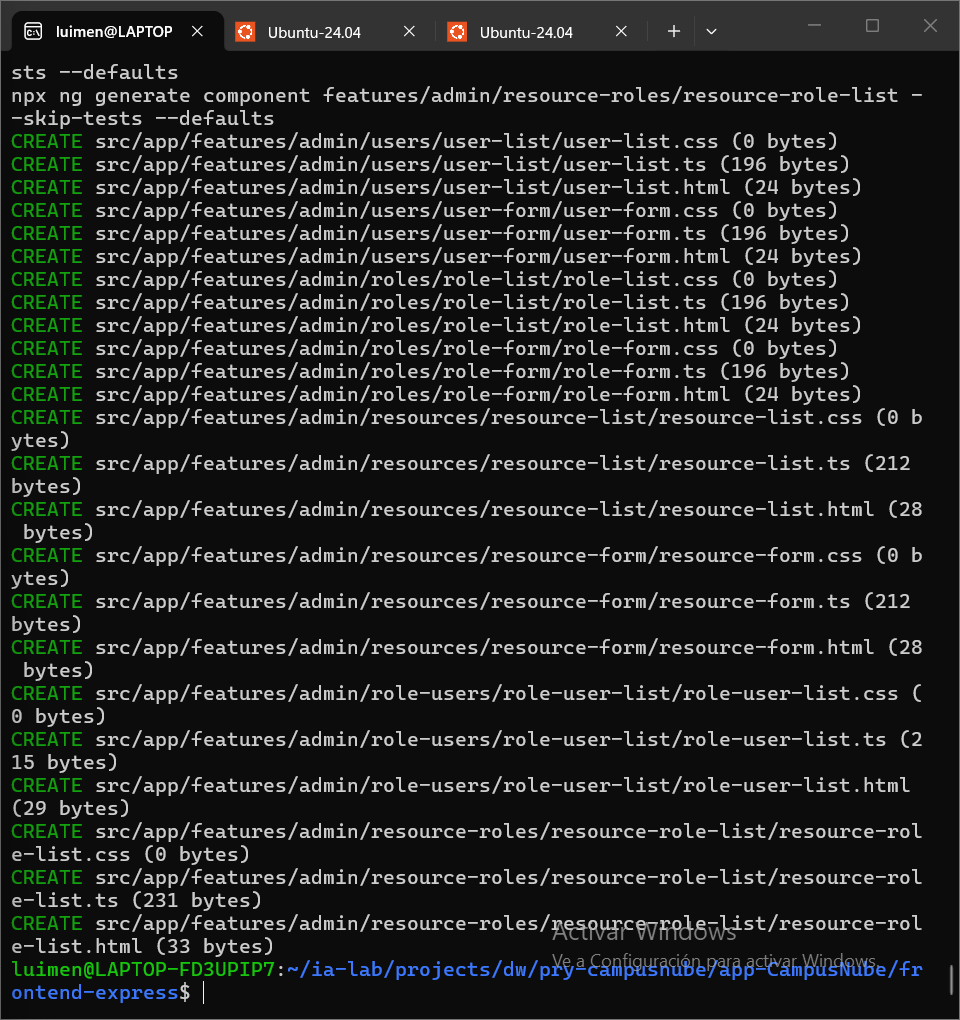 luimen@LAPTOP
Ubuntu-24.04
Ubuntu-24.04
sts --defaults
npx ng generate component features/admin/resource-roles/resource-role-list -
-skip-tests --defaults
CREATE src/app/features/admin/users/user-list/user-list.css (0 bytes)
CREATE src/app/features/admin/users/user-list/user-list.ts (196 bytes)
CREATE src/app/features/admin/users/user-list/user-list.html (24 bytes)
CREATE src/app/features/admin/users/user-form/user-form.css (0 bytes)
CREATE src/app/features/admin/users/user-form/user-form.ts (196 bytes)
CREATE src/app/features/admin/users/user-form/user-form.html (24 bytes)
CREATE src/app/features/admin/roles/role-list/role-list.css (0 bytes)
CREATE src/app/features/admin/roles/role-list/role-list.ts (196 bytes)
CREATE src/app/features/admin/roles/role-list/role-list.html (24 bytes)
CREATE src/app/features/admin/roles/role-form/role-form.css (0 bytes)
CREATE src/app/features/admin/roles/role-form/role-form.ts (196 bytes)
CREATE src/app/features/admin/roles/role-form/role-form.html (24 bytes)
CREATE src/app/features/admin/resources/resource-list/resource-list.css (0 b
ytes)
CREATE src/app/features/admin/resources/resource-list/resource-list.ts (212
bytes)
CREATE src/app/features/admin/resources/resource-list/resource-list.html (28
bytes)
CREATE src/app/features/admin/resources/resource-form/resource-form.css (0 b
ytes)
CREATE src/app/features/admin/resources/resource-form/resource-form.ts (212
bytes)
CREATE src/app/features/admin/resources/resource-form/resource-form.html (28
bytes)
CREATE src/app/features/admin/role-users/role-user-list/role-user-list.css (
0 bytes)
CREATE src/app/features/admin/role-users/role-user-list/role-user-list.ts (2
15 bytes)
CREATE src/app/features/admin/role-users/role-user-list/role-user-list.html
(29 bytes)
CREATE src/app/features/admin/resource-roles/resource-role-list/resource-rol
e-list.css (0 bytes)
CREATE src/app/features/admin/resource-roles/resource-role-list/resource-rol
e-list.ts (231 bytes)
CREATE src/app/features/admin/resource-roles/resource-role-list/resource-rol
e-list.html (33 bytes)
luimen@LAPTOP-FD3UPIP7:~/ia-lab/projects/dw/pry-campusnube/app-CampusNube/fr
ontend-express$
Activar Windows
Ve a Configuración para activar Windows.